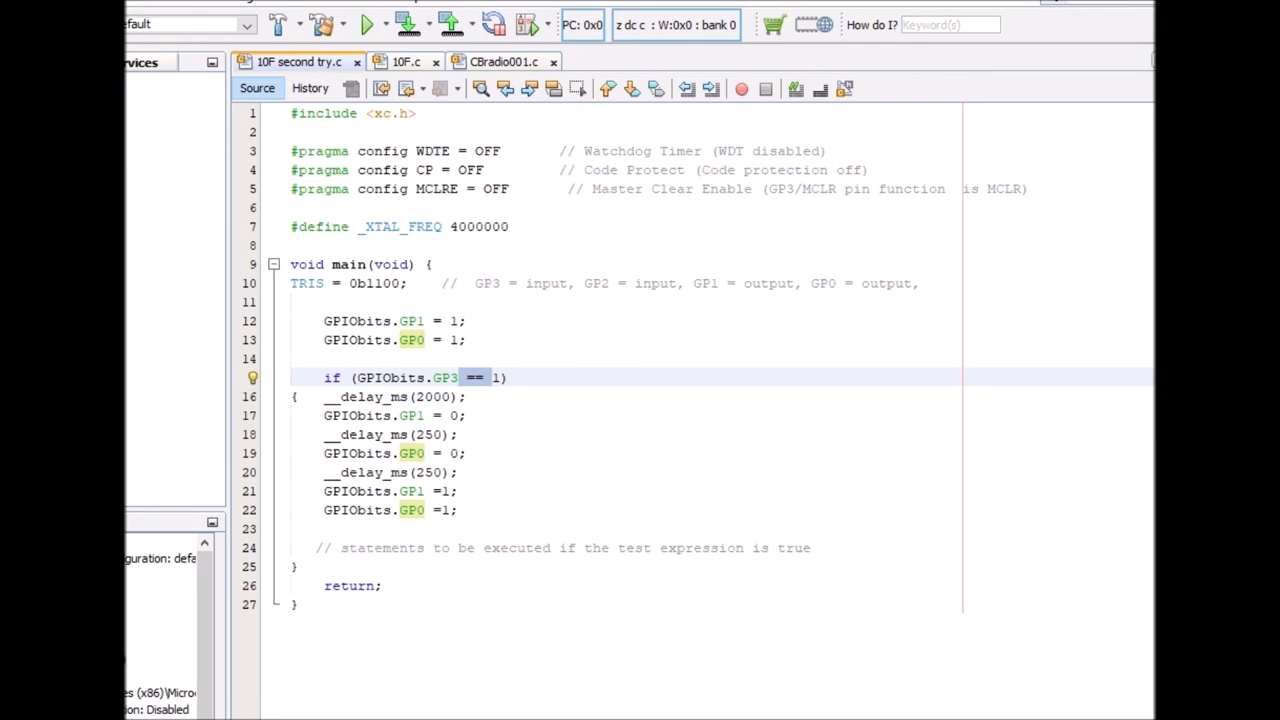 efault
PC: 0x0
z dc c : W:0x0 : bank 0
How do I?
Keyword(s)
rvices
10F second try.c
10F.c
CBradio001.c
Source
History
1 #include <xc.h>
2
3 #pragma config WDTE = OFF // Watchdog Timer (WDT disabled)
4 #pragma config CP = OFF // Code Protect (Code protection off)
5 #pragma config MCLRE = OFF // Master Clear Enable (GP3/MCLR pin function is MCLR)
6
7 #define _XTAL_FREQ 4000000
8
9 void main(void) {
10 TRIS = 0b1100; // GP3 = input, GP2 = input, GP1 = output, GP0 = output,
11
12 GPIObits.GP1 = 1;
13 GPIObits.GP0 = 1;
14
if (GPIObits.GP3 == 1)
16 { __delay_ms(2000);
17 GPIObits.GP1 = 0;
18 __delay_ms(250);
19 GPIObits.GP0 = 0;
20 __delay_ms(250);
21 GPIObits.GP1 =1;
22 GPIObits.GP0 =1;
23
24 // statements to be executed if the test expression is true
25 }
26 return;
27 }
guration: defa
es (x86)\Micro
ion: Disabled